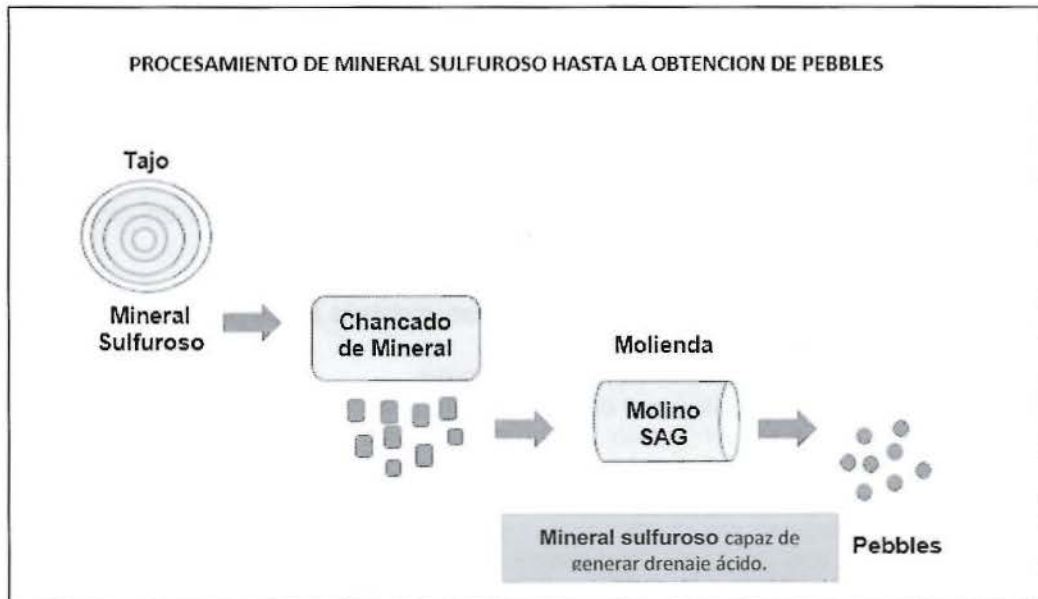 PROCESAMIENTO DE MINERAL SULFUROSO HASTA LA OBTENCION DE PEBBLES
Tajo
Mineral
Sulfuroso
Chancado
de Mineral
Molienda
Molino
SAG
Mineral sulfuroso capaz de
generar drenaje ácido.
Pebbles